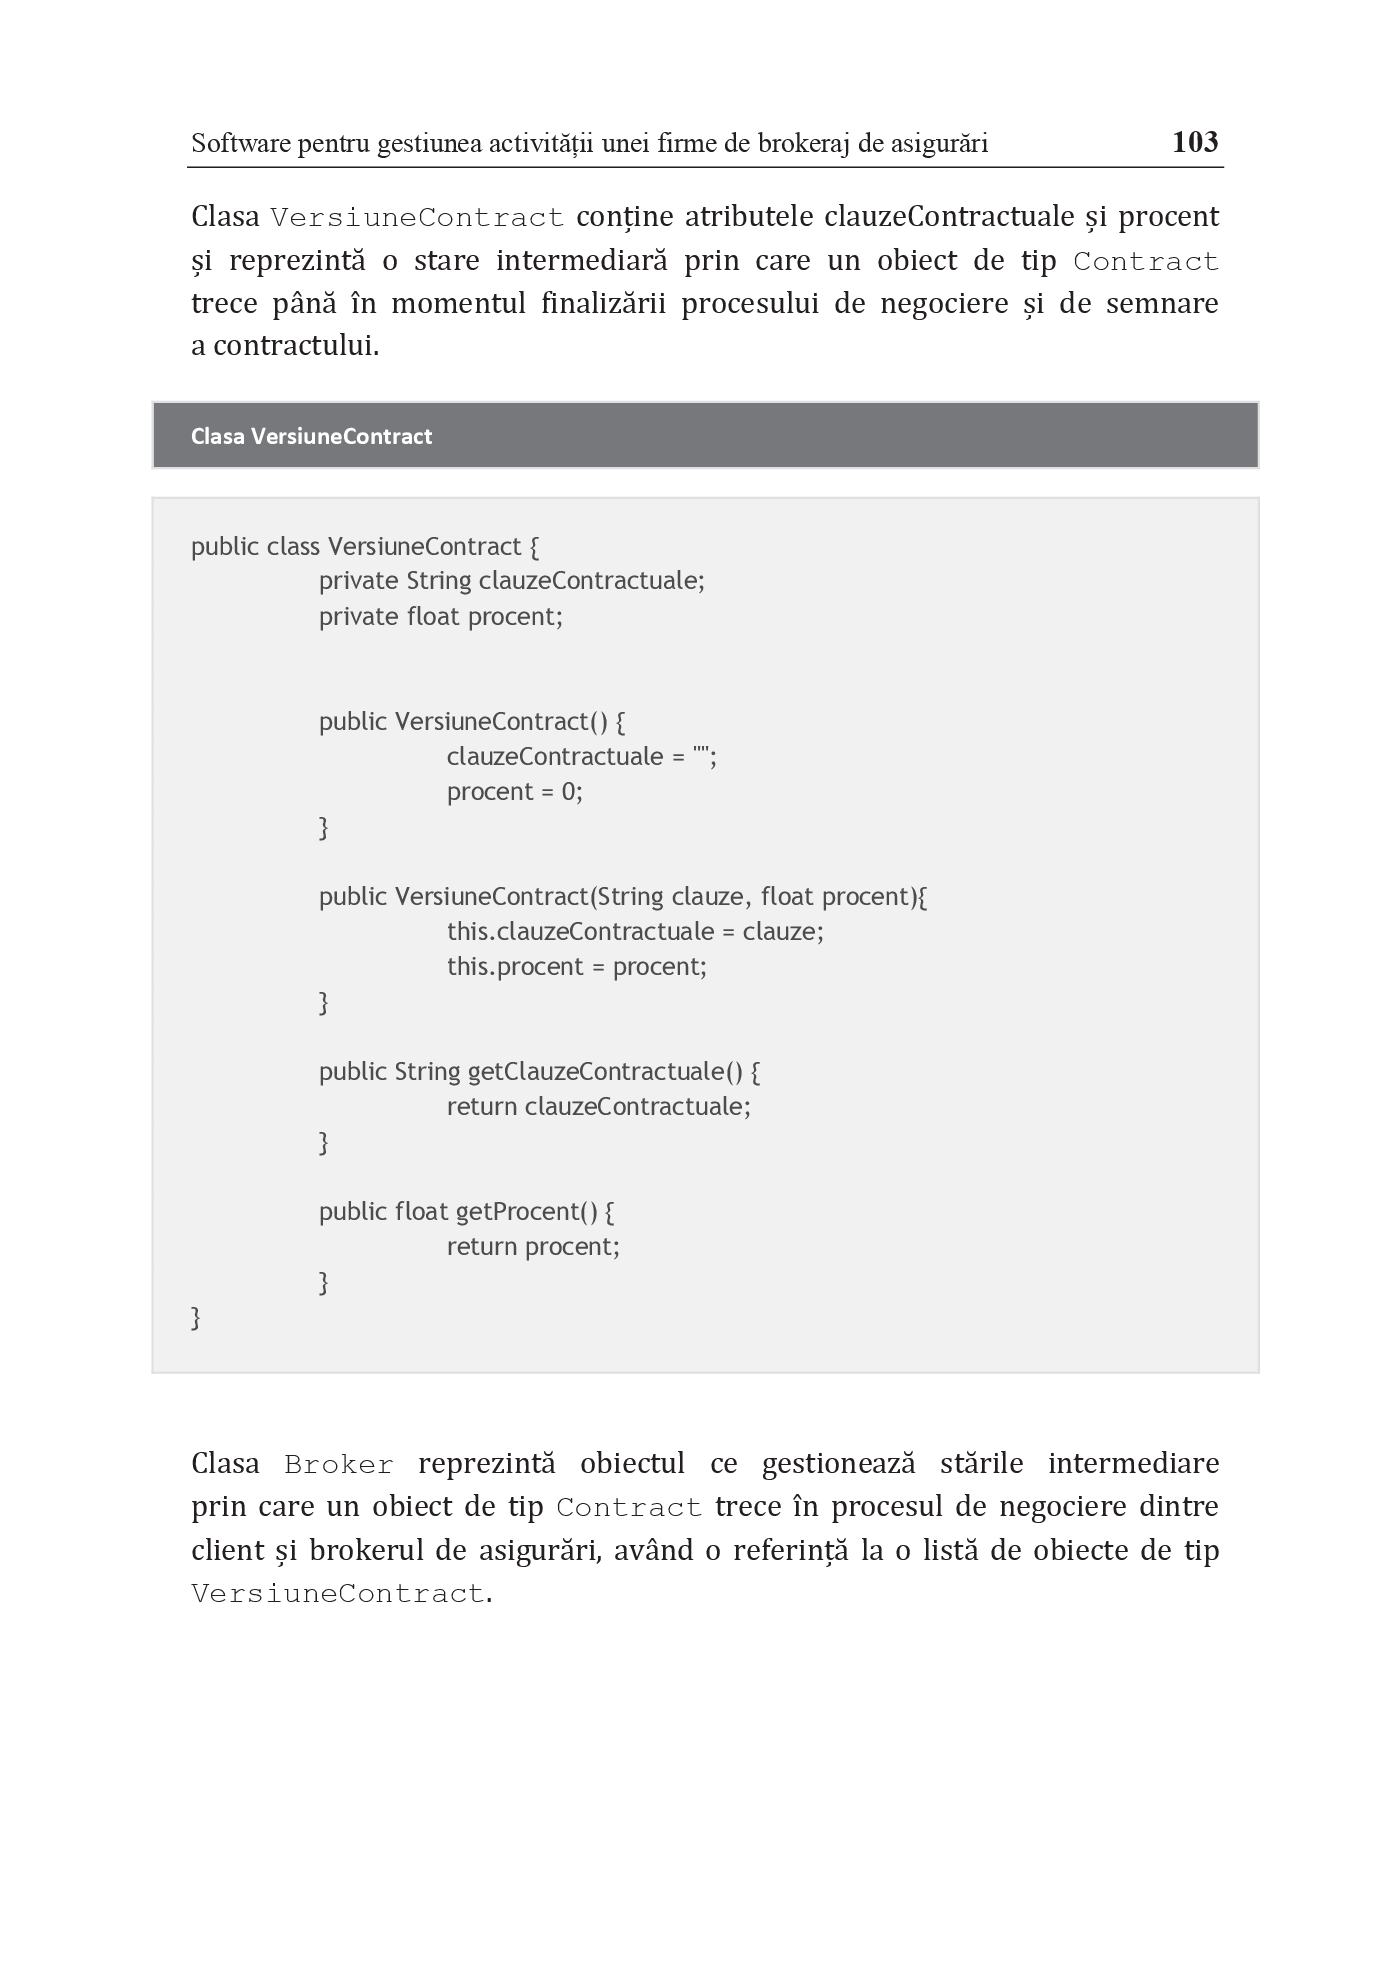 Software pentru gestiunea activității unei firme de brokeraj de asigurări 103
Clasa VersiuneContract conține atributele clauzeContractuale și procent
și reprezintă o stare intermediară prin care un obiect de tip Contract
trece până în momentul finalizării procesului de negociere și de semnare
a contractului.
Clasa VersiuneContract
public class VersiuneContract {
private String clauzeContractuale;
private float procent;
public VersiuneContract() {
clauzeContractuale = "";
procent = 0;
}
public VersiuneContract(String clauze, float procent){
this.clauzeContractuale = clauze;
this.procent = procent;
}
public String getClauzeContractuale() {
return clauzeContractuale;
}
public float getProcent() {
return procent;
}
}
Clasa Broker reprezintă obiectul ce gestionează stările intermediare
prin care un obiect de tip Contract trece în procesul de negociere dintre
client și brokerul de asigurări, având o referință la o listă de obiecte de tip
VersiuneContract.